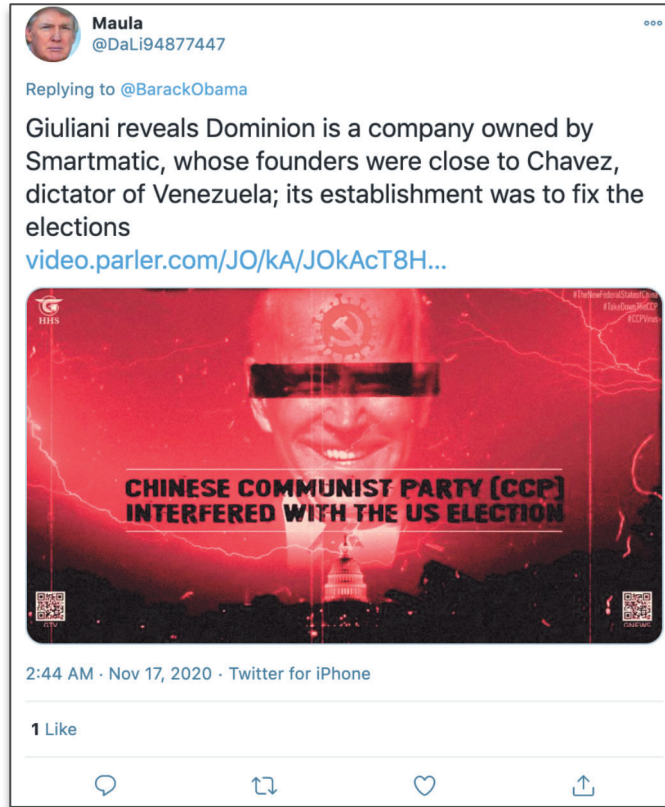 Maula
@DaLi94877447
Replying to @BarackObama
Giuliani reveals Dominion is a company owned by
Smartmatic, whose founders were close to Chavez,
dictator of Venezuela; its establishment was to fix the
elections
video.parler.com/JO/kA/JOkAcT8H...
HHS
#TheNewFederalStateofChina
#TakeDownTheCCP
#CCPVirus
CHINESE COMMUNIST PARTY (CCP)
INTERFERED WITH THE US ELECTION
GTV
GNEWS
2:44 AM · Nov 17, 2020 · Twitter for iPhone
1 Like